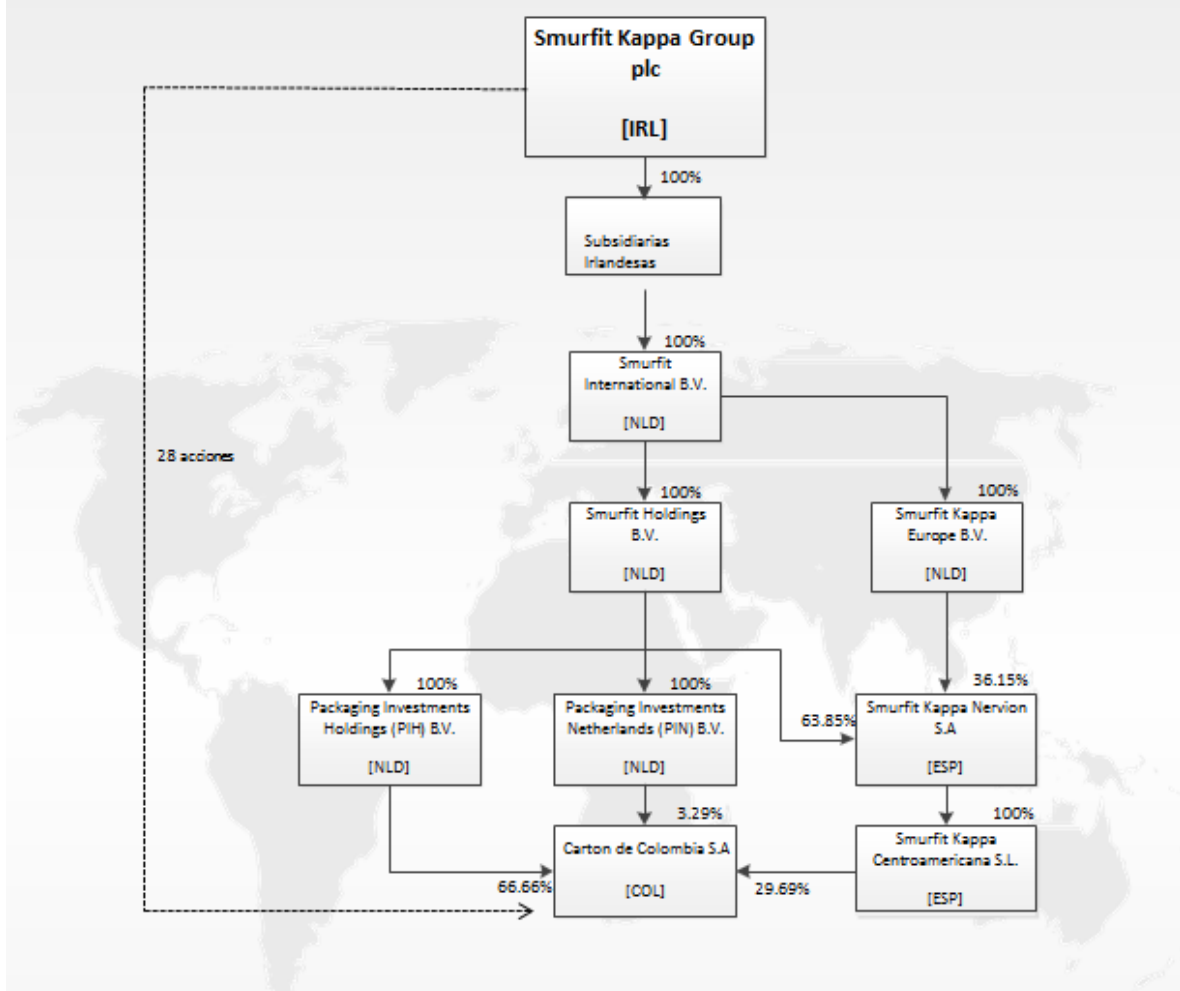 Smurfit Kappa Group
plc
[IRL]
100%
Subsidiarias
Irlandesas
100%
Smurfit
International B.V.
[NLD]
28 acciones
100%
Smurfit Holdings
B.V.
[NLD]
100%
Smurfit Kappa
Europe B.V.
[NLD]
100%
Packaging Investments
Holdings (PIH) B.V.
[NLD]
100%
Packaging Investments
Netherlands (PIN) B.V.
[NLD]
63.85%
36.15%
Smurfit Kappa Nervion
S.A
[ESP]
3.29%
Carton de Colombia S.A
[COL]
66.66%
29.69%
100%
Smurfit Kappa
Centroamericana S.L.
[ESP]